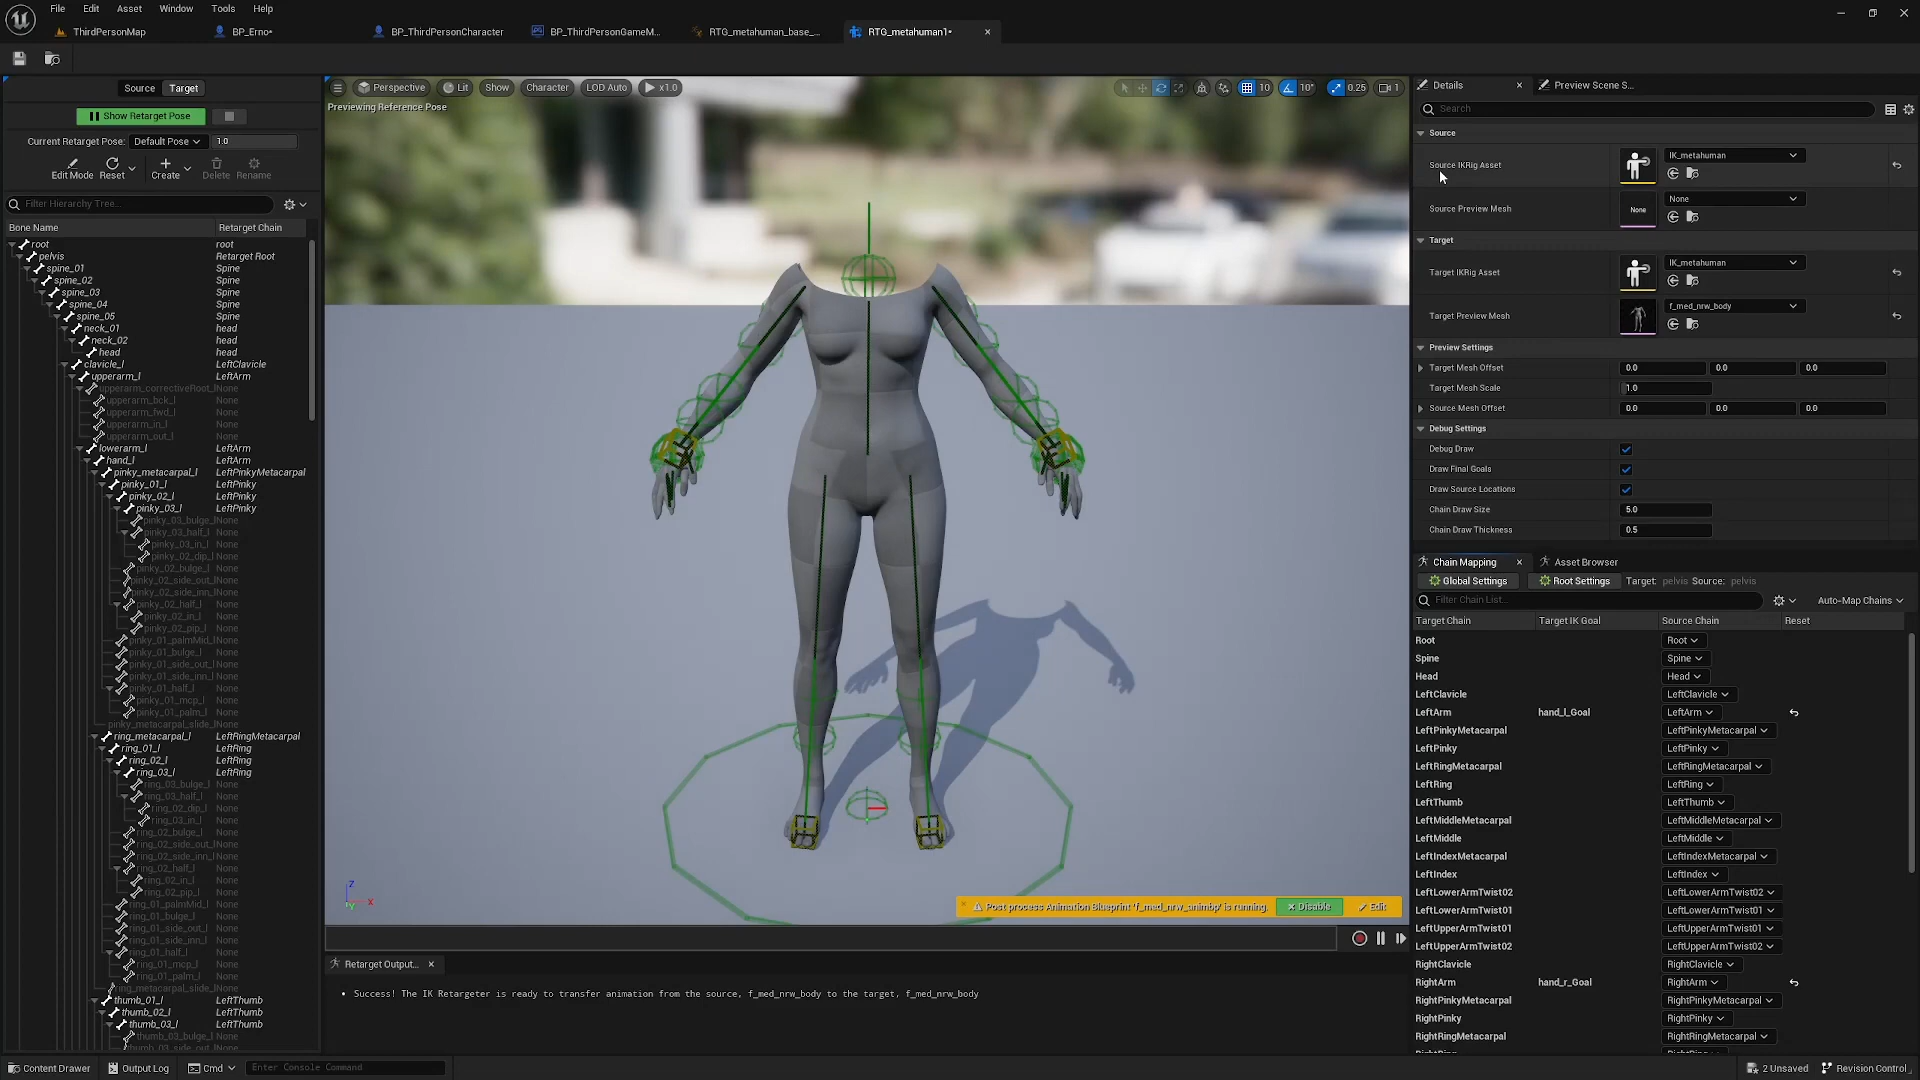 File Edit Asset Window Tools Help
ThirdPersonMap
BP_Erno•
BP_ThirdPersonCharacter
BP_ThirdPersonGameM...
RTG_metahuman_base_...
RTG_metahuman1•
Source Target
Show Retarget Pose
Current Retarget Pose: Default Pose 1.0
Edit Mode Reset Create Delete Rename
Filter Hierarchy Tree...
Bone Name Retarget Chain
root root
pelvis Retarget Root
spine_01 Spine
spine_02 Spine
spine_03 Spine
spine_04 Spine
spine_05 Spine
neck_01 head
neck_02 head
head head
clavicle_l LeftClavicle
upperarm_l LeftArm
upperarm_correctiveRoot_l None
upperarm_bck_l None
upperarm_fwd_l None
upperarm_in_l None
upperarm_out_l None
lowerarm_l LeftArm
hand_l LeftArm
pinky_metacarpal_l LeftPinkyMetacarpal
pinky_01_l LeftPinky
pinky_02_l LeftPinky
pinky_03_l LeftPinky
pinky_03_bulge_l None
pinky_03_half_l None
pinky_03_in_l None
pinky_02_dip_l None
pinky_02_bulge_l None
pinky_02_side_out_l None
pinky_02_side_inn_l None
pinky_02_half_l None
pinky_02_in_l None
pinky_02_pip_l None
pinky_01_palmMid_l None
pinky_01_bulge_l None
pinky_01_side_out_l None
pinky_01_side_inn_l None
pinky_01_half_l None
pinky_01_mcp_l None
pinky_01_palm_l None
pinky_metacarpal_slide_l None
ring_metacarpal_l LeftRingMetacarpal
ring_01_l LeftRing
ring_02_l LeftRing
ring_03_l LeftRing
ring_03_bulge_l None
ring_03_half_l None
ring_02_dip_l None
ring_03_in_l None
ring_02_bulge_l None
ring_02_side_out_l None
ring_02_side_inn_l None
ring_02_half_l None
ring_02_in_l None
ring_02_pip_l None
ring_01_palmMid_l None
ring_01_bulge_l None
ring_01_side_out_l None
ring_01_side_inn_l None
ring_01_half_l None
ring_01_mcp_l None
ring_01_palm_l None
ring_metacarpal_slide_l None
thumb_01_l LeftThumb
thumb_02_l LeftThumb
thumb_03_l LeftThumb
thumb_03_bulge_l None
Perspective Lit Show Character LOD Auto x1.0
10 10° 0.25 1
Previewing Reference Pose
Z
X
Y
Post process Animation Blueprint 'f_med_nrw_animbp' is running. Disable Edit
Retarget Output...
• Success! The IK Retargeter is ready to transfer animation from the source, f_med_nrw_body to the target, f_med_nrw_body
Details Preview Scene S...
Search
Source
Source IKRig Asset IK_metahuman
Source Preview Mesh None None
Target
Target IKRig Asset IK_metahuman
Target Preview Mesh f_med_nrw_body
Preview Settings
Target Mesh Offset 0.0 0.0 0.0
Target Mesh Scale 1.0
Source Mesh Offset 0.0 0.0 0.0
Debug Settings
Debug Draw
Draw Final Goals
Draw Source Locations
Chain Draw Size 5.0
Chain Draw Thickness 0.5
Chain Mapping Asset Browser
Global Settings Root Settings Target: pelvis Source: pelvis
Filter Chain List... Auto-Map Chains
Target Chain Target IK Goal Source Chain Reset
Root Root
Spine Spine
Head Head
LeftClavicle LeftClavicle
LeftArm hand_l_Goal LeftArm
LeftPinkyMetacarpal LeftPinkyMetacarpal
LeftPinky LeftPinky
LeftRingMetacarpal LeftRingMetacarpal
LeftRing LeftRing
LeftThumb LeftThumb
LeftMiddleMetacarpal LeftMiddleMetacarpal
LeftMiddle LeftMiddle
LeftIndexMetacarpal LeftIndexMetacarpal
LeftIndex LeftIndex
LeftLowerArmTwist02 LeftLowerArmTwist02
LeftLowerArmTwist01 LeftLowerArmTwist01
LeftUpperArmTwist01 LeftUpperArmTwist01
LeftUpperArmTwist02 LeftUpperArmTwist02
RightClavicle RightClavicle
RightArm hand_r_Goal RightArm
RightPinkyMetacarpal RightPinkyMetacarpal
RightPinky RightPinky
RightRingMetacarpal RightRingMetacarpal
Content Drawer Output Log Cmd Enter Console Command
2 Unsaved Revision Control